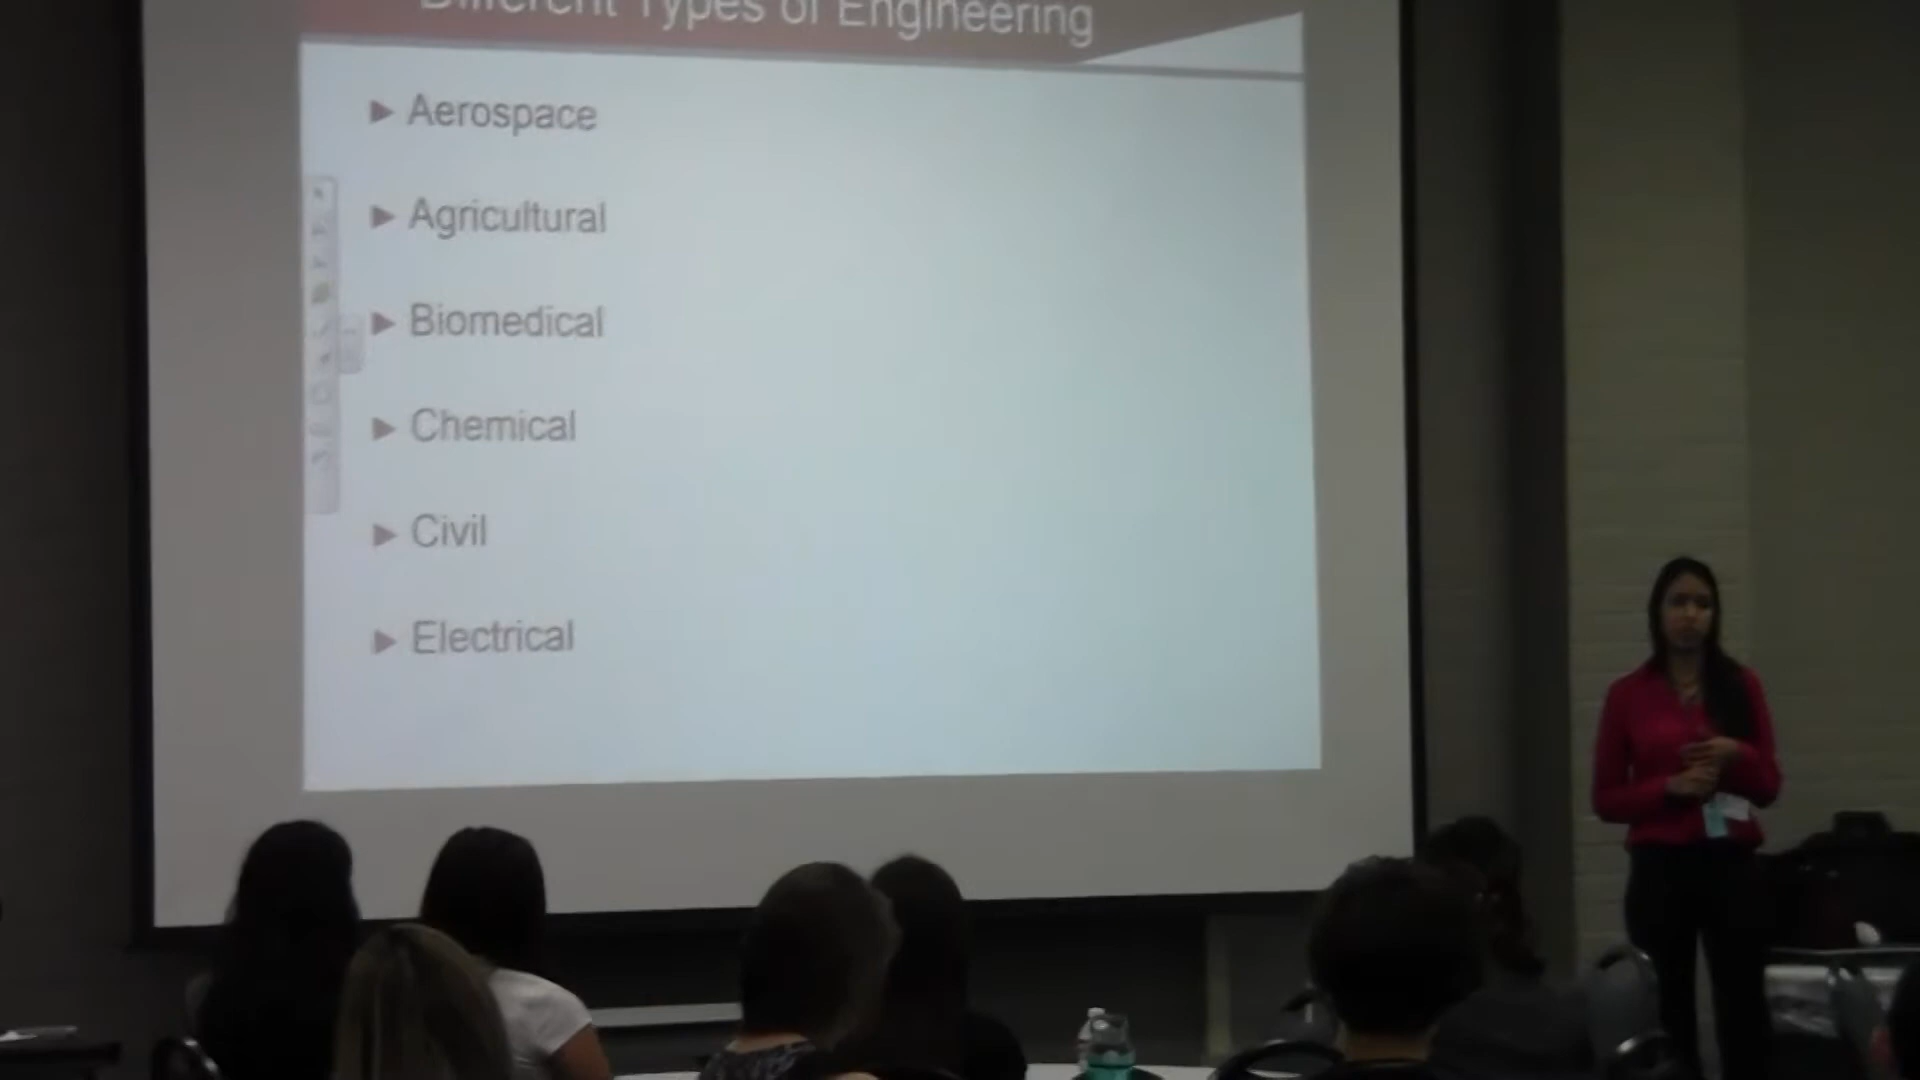 Different Types of Engineering
Aerospace
Agricultural
Biomedical
Chemical
Civil
Electrical